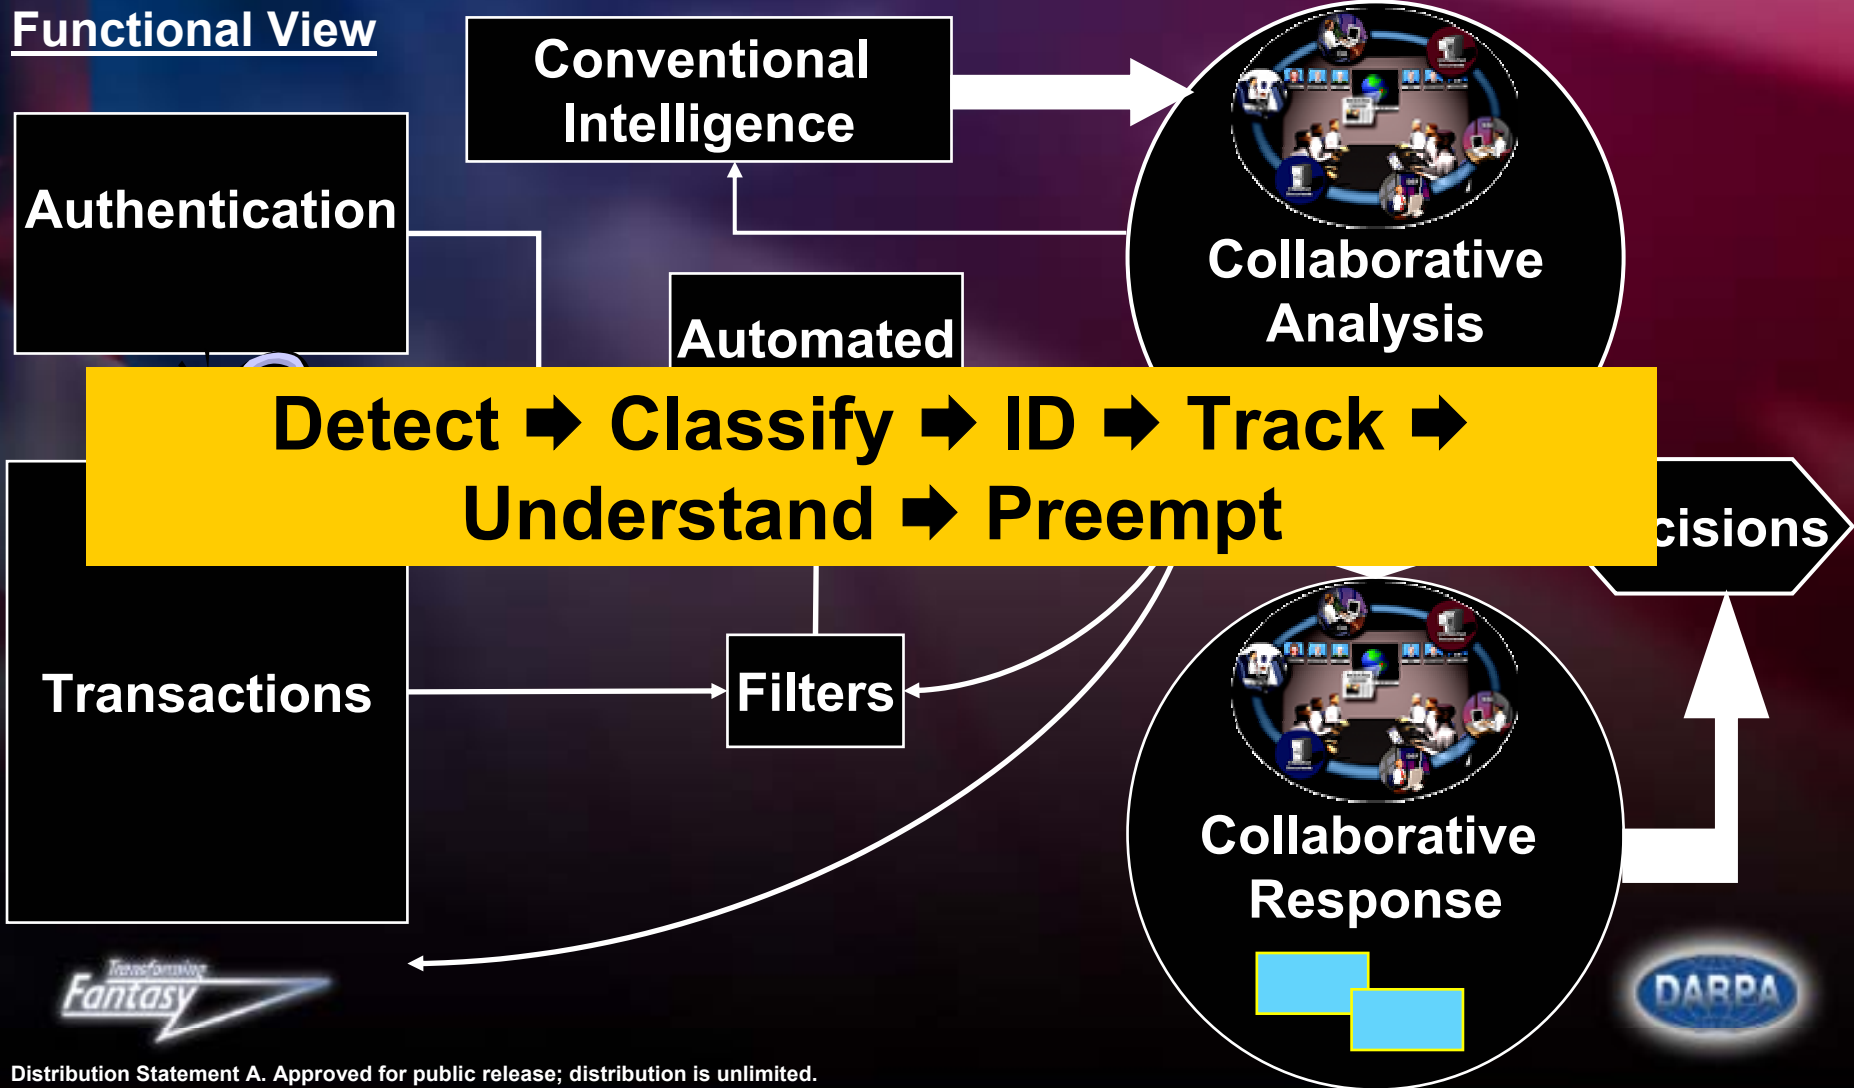 Functional View
Conventional
Intelligence
Authentication
Automated
Collaborative
Analysis
Detect ➡ Classify ➡ ID ➡ Track ➡
Understand ➡ Preempt
cisions
Transactions
Filters
Collaborative
Response
Transforming
Fantasy
DARPA
Distribution Statement A. Approved for public release; distribution is unlimited.